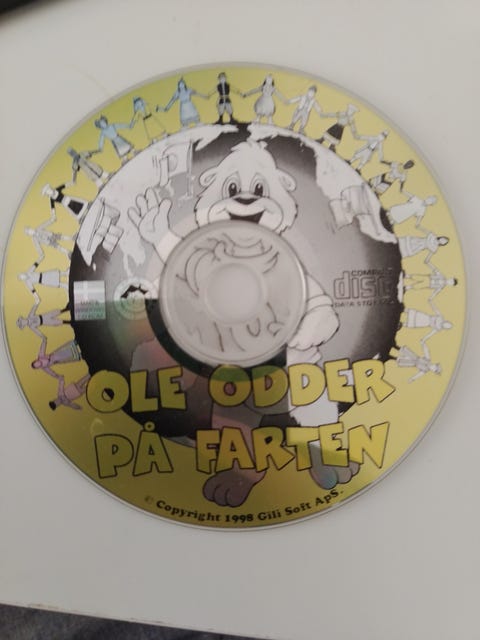 COMPACT
disc
DATA STORAGE
OLE ODDER
PÅ FARTEN
© Copyright 1998 Gili Soft ApS.